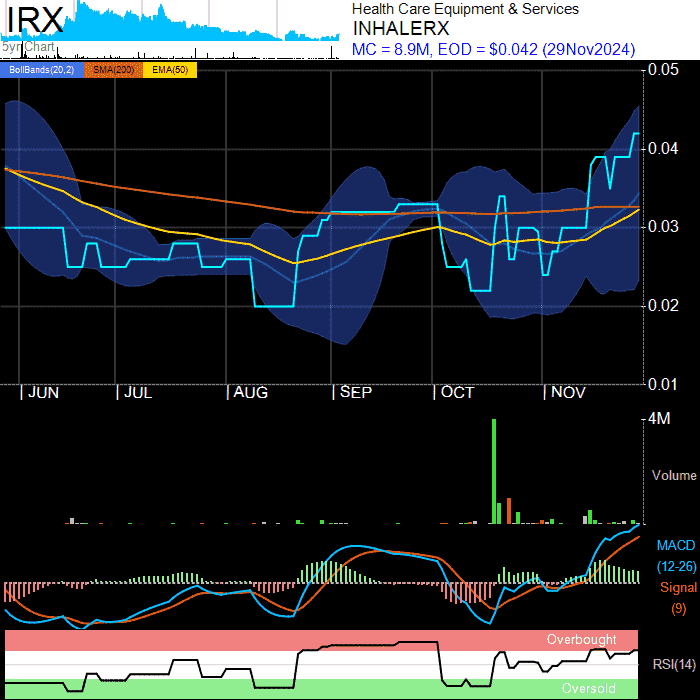 IRX
5yr Chart
Health Care Equipment & Services
INHALERX
MC = 8.9M, EOD = $0.042 (29Nov2024)
BollBands(20,2) SMA(200) EMA(50)
0.05
0.04
0.03
0.02
0.01
JUN JUL AUG SEP OCT NOV
4M
Volume
MACD
(12-26)
Signal
(9)
Overbought
RSI(14)
Oversold